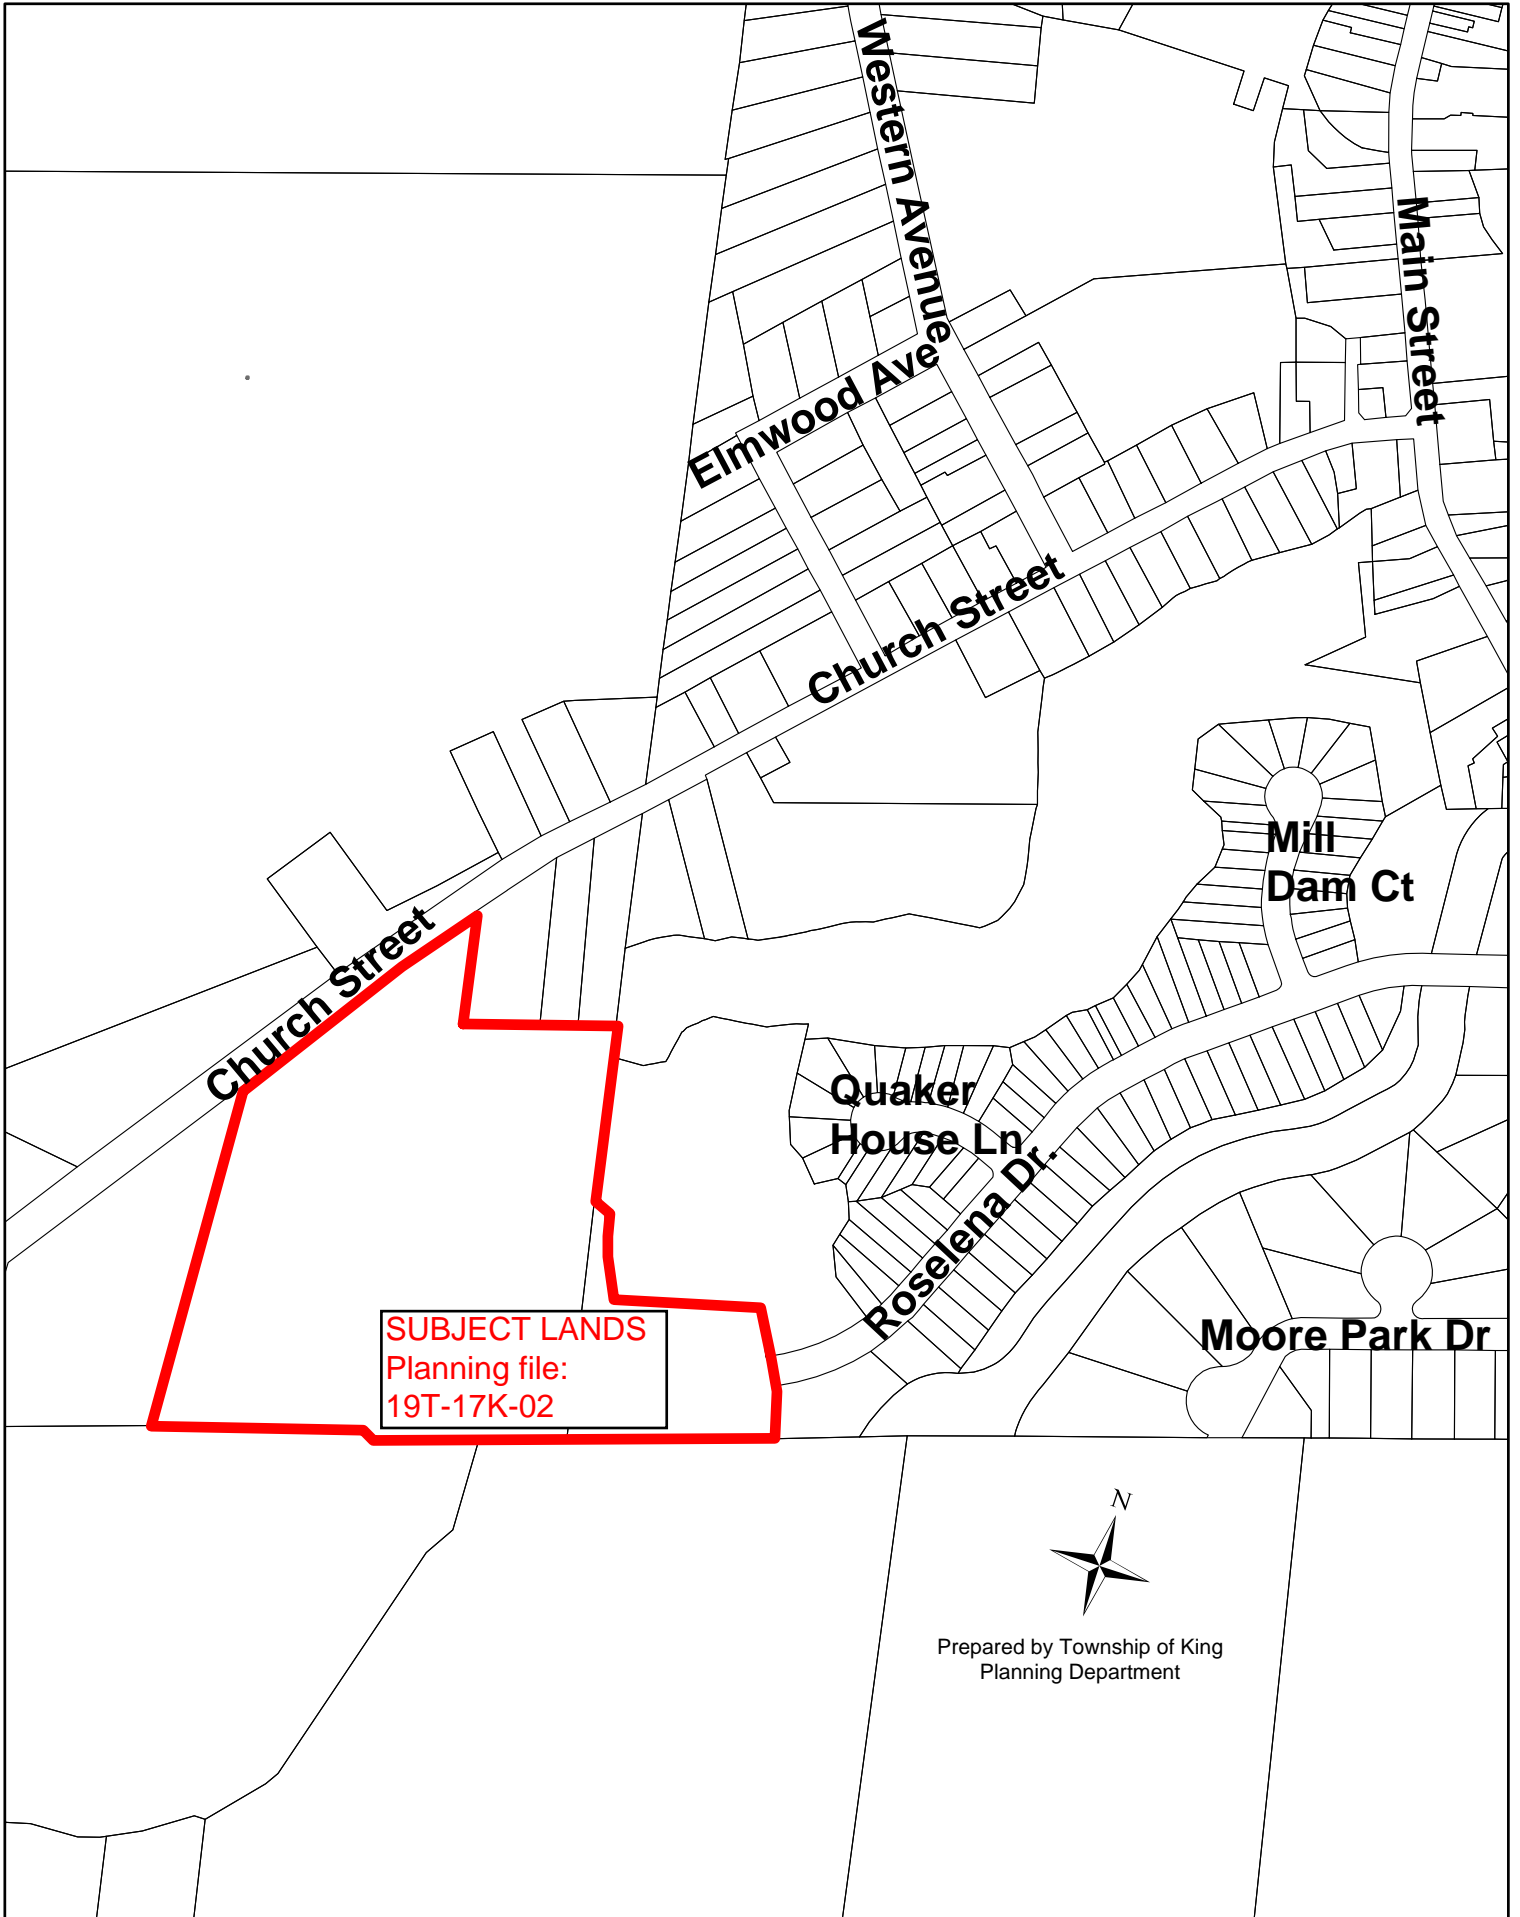 Western Avenue
Main Street
Elmwood Ave
Church Street
Mill
Dam Ct
Church Street
Quaker
House Ln
Roselena Dr.
SUBJECT LANDS
Planning file:
19T-17K-02
Moore Park Dr
N
Prepared by Township of King
Planning Department